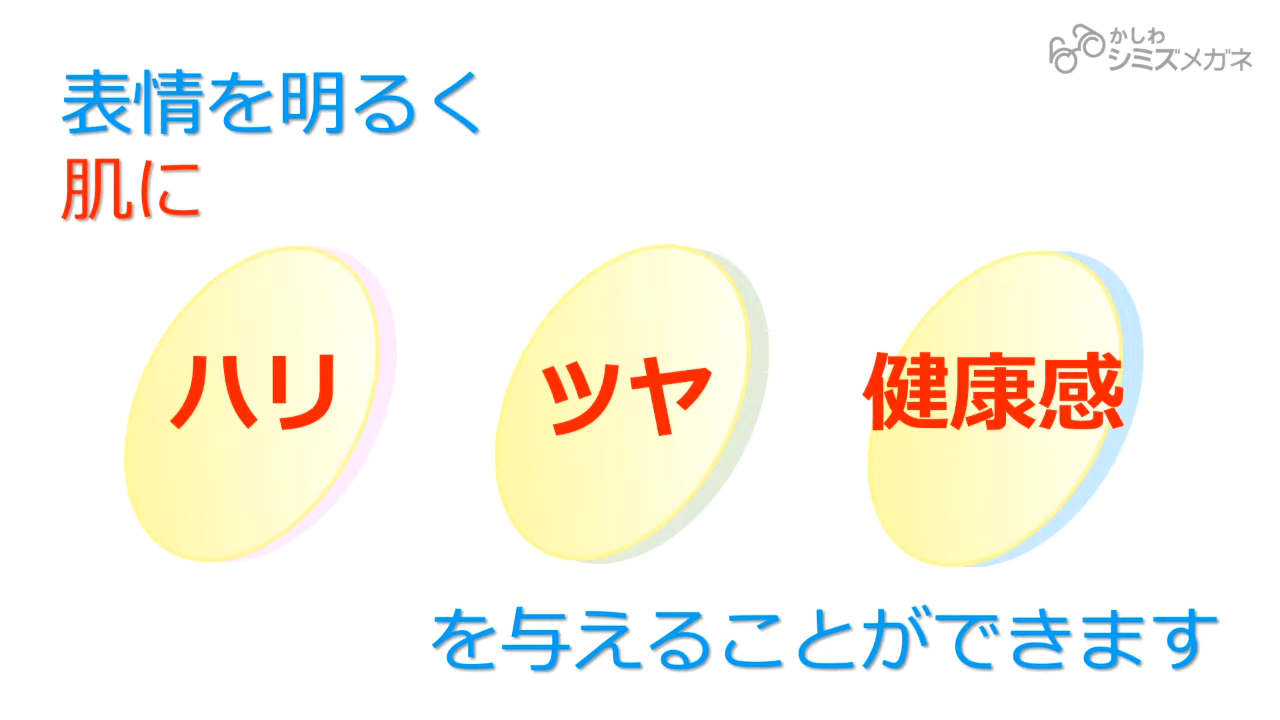 かしわ
シミズメガネ
表情を明るく
肌に
ハリ
ツヤ
健康感
を与えることができます